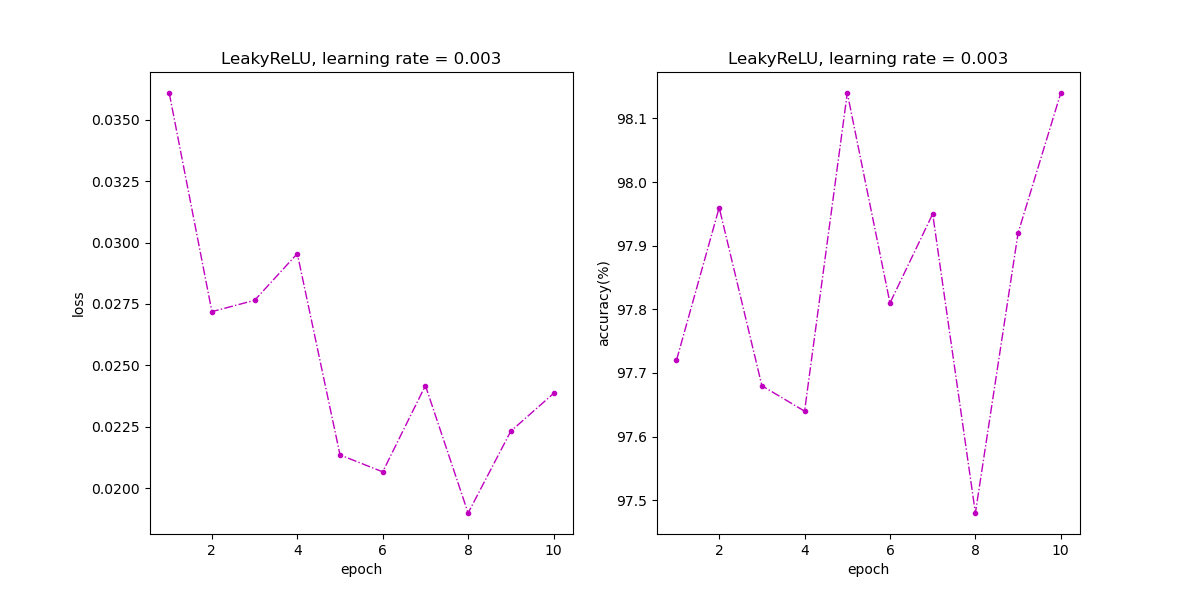 LeakyReLU, learning rate = 0.003
0.0350
0.0325
0.0300
0.0275
0.0250
0.0225
0.0200
loss
2 4 6 8 10
epoch
LeakyReLU, learning rate = 0.003
98.1
98.0
97.9
97.8
97.7
97.6
97.5
accuracy(%)
2 4 6 8 10
epoch